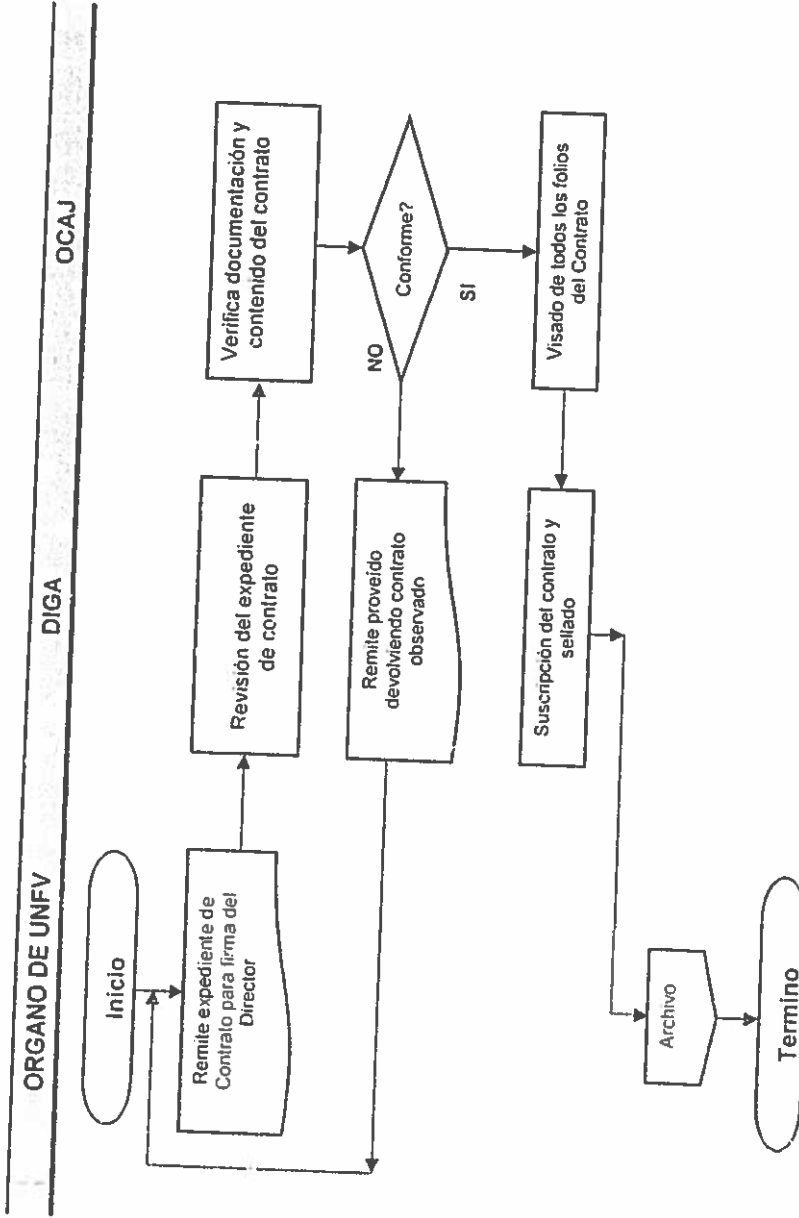 ORGANO DE UNFV
DIGA
OCAJ
Inicio
Remite expediente de
Contrato para firma del
Director
Revisión del expediente
de contrato
Verifica documentación y
contenido del contrato
Conforme?
NO
SI
Remite proveido
devolviendo contrato
observado
Visado de todos los folios
del Contrato
Suscripción del contrato y
sellado
Archivo
Termino